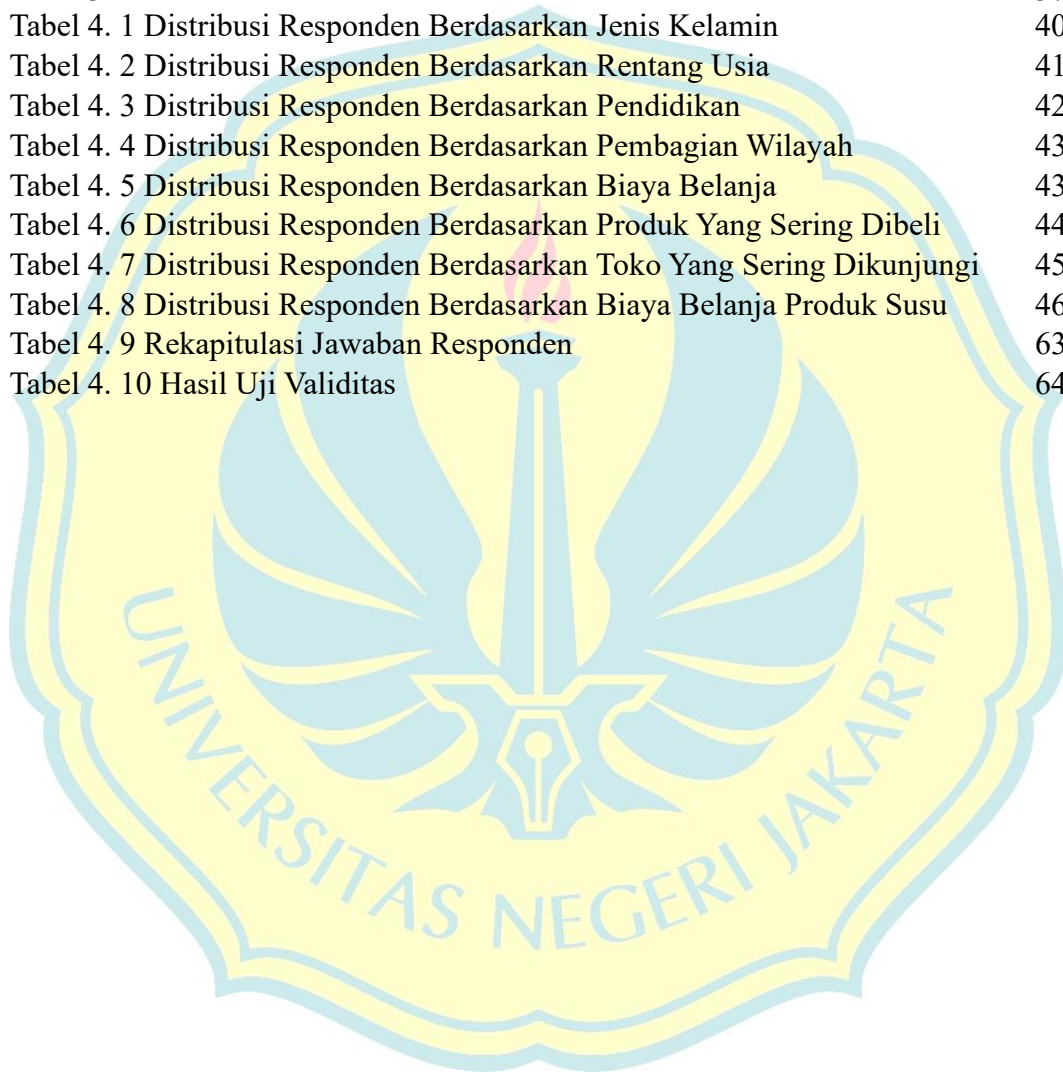 Tabel 4. 1 Distribusi Responden Berdasarkan Jenis Kelamin 40
Tabel 4. 2 Distribusi Responden Berdasarkan Rentang Usia 41
Tabel 4. 3 Distribusi Responden Berdasarkan Pendidikan 42
Tabel 4. 4 Distribusi Responden Berdasarkan Pembagian Wilayah 43
Tabel 4. 5 Distribusi Responden Berdasarkan Biaya Belanja 43
Tabel 4. 6 Distribusi Responden Berdasarkan Produk Yang Sering Dibeli 44
Tabel 4. 7 Distribusi Responden Berdasarkan Toko Yang Sering Dikunjungi 45
Tabel 4. 8 Distribusi Responden Berdasarkan Biaya Belanja Produk Susu 46
Tabel 4. 9 Rekapitulasi Jawaban Responden 63
Tabel 4. 10 Hasil Uji Validitas 64
UNIVERSITAS NEGERI JAKARTA